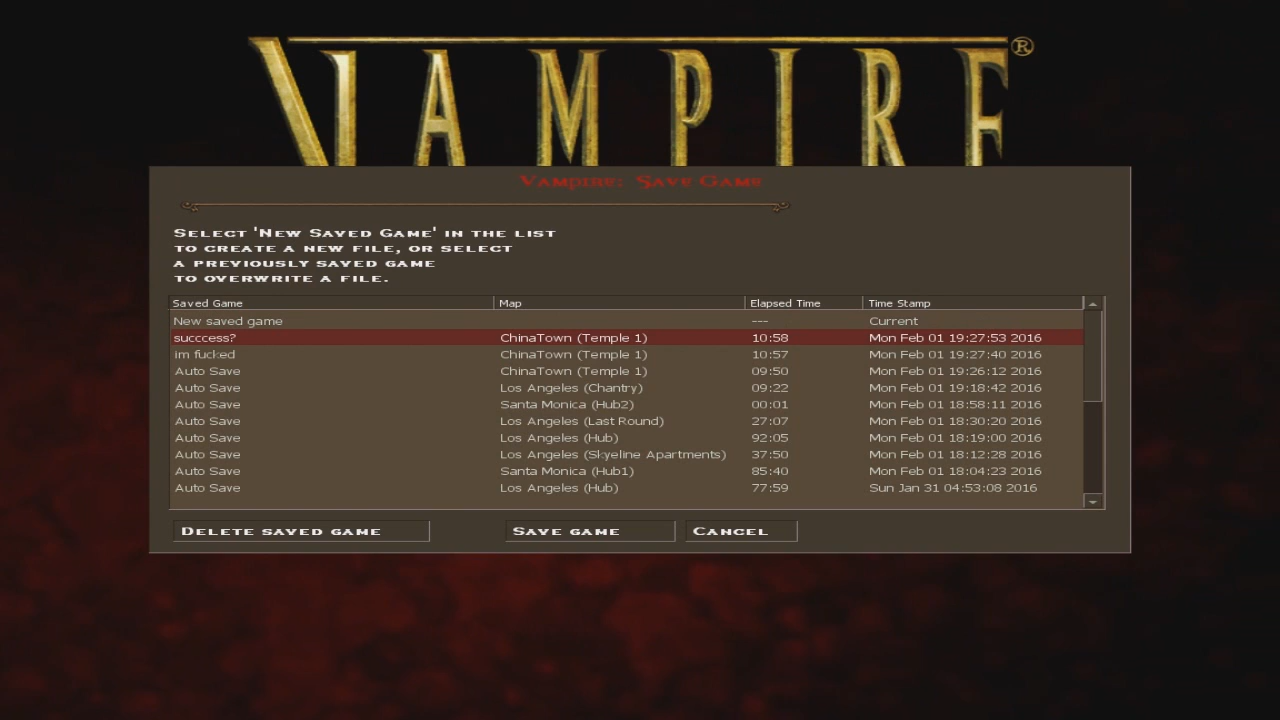 VAMPIRE®
Vampire: Save Game
Select 'New Saved Game' in the list
to create a new file, or select
a previously saved game
to overwrite a file.
Saved Game Map Elapsed Time Time Stamp
New saved game --- Current
succcess? ChinaTown (Temple 1) 10:58 Mon Feb 01 19:27:53 2016
im fucked ChinaTown (Temple 1) 10:57 Mon Feb 01 19:27:40 2016
Auto Save ChinaTown (Temple 1) 09:50 Mon Feb 01 19:26:12 2016
Auto Save Los Angeles (Chantry) 09:22 Mon Feb 01 19:18:42 2016
Auto Save Santa Monica (Hub2) 00:01 Mon Feb 01 18:58:11 2016
Auto Save Los Angeles (Last Round) 27:07 Mon Feb 01 18:30:20 2016
Auto Save Los Angeles (Hub) 92:05 Mon Feb 01 18:19:00 2016
Auto Save Los Angeles (Skyeline Apartments) 37:50 Mon Feb 01 18:12:28 2016
Auto Save Santa Monica (Hub1) 85:40 Mon Feb 01 18:04:23 2016
Auto Save Los Angeles (Hub) 77:59 Sun Jan 31 04:53:08 2016
Delete saved game Save game Cancel